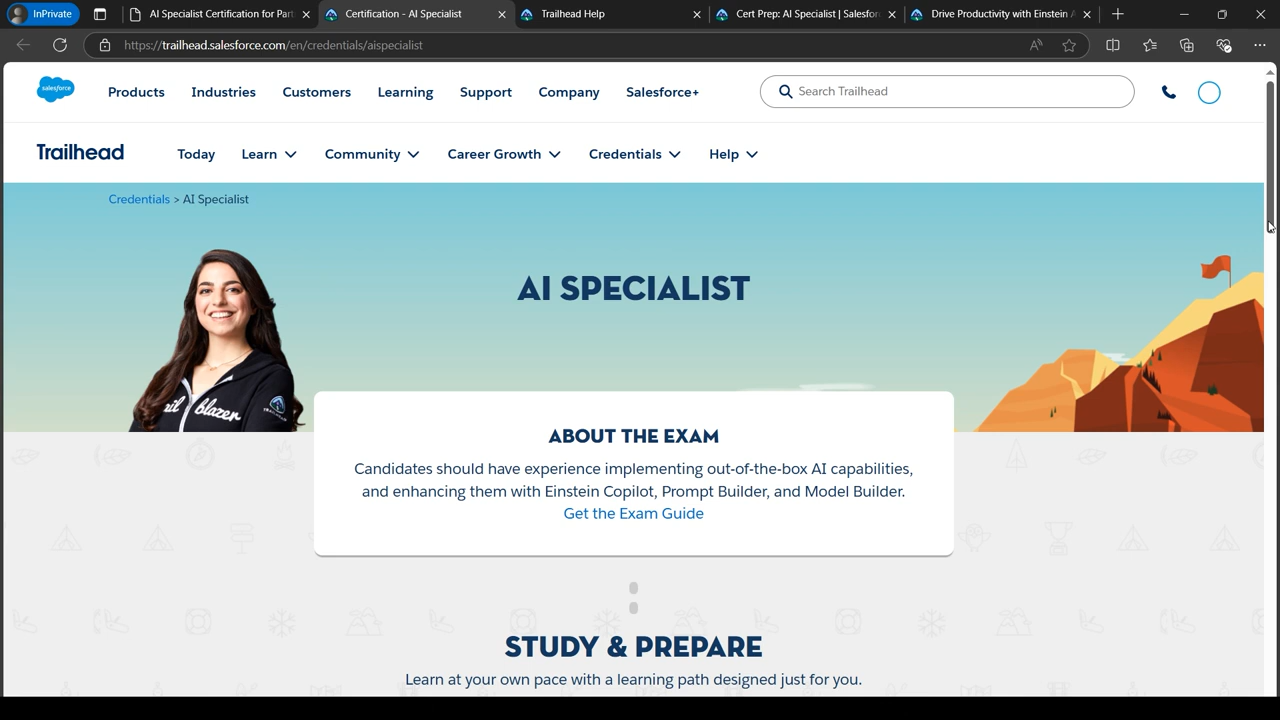 InPrivate
AI Specialist Certification for Part
Certification - AI Specialist
Trailhead Help
Cert Prep: AI Specialist | Salesfor
Drive Productivity with Einstein A
https://trailhead.salesforce.com/en/credentials/aispecialist
salesforce
Products
Industries
Customers
Learning
Support
Company
Salesforce+
Search Trailhead
Trailhead
Today
Learn
Community
Career Growth
Credentials
Help
Credentials > AI Specialist
AI SPECIALIST
ail blazer
TRAILHEAD
ABOUT THE EXAM
Candidates should have experience implementing out-of-the-box AI capabilities,
and enhancing them with Einstein Copilot, Prompt Builder, and Model Builder.
Get the Exam Guide
STUDY & PREPARE
Learn at your own pace with a learning path designed just for you.